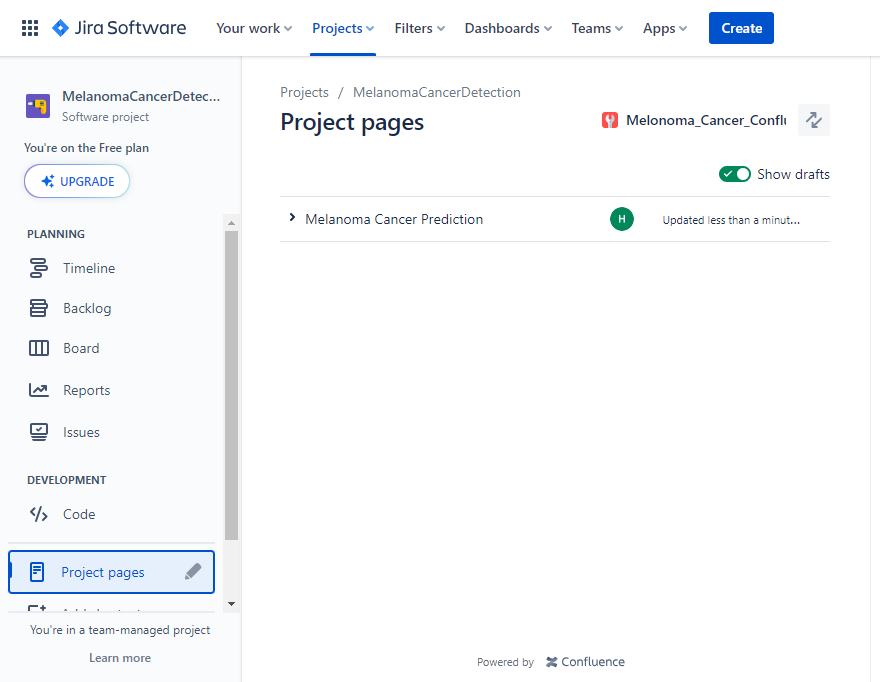 Jira Software Your work Projects Filters Dashboards Teams Apps Create
MelanomaCancerDetec...
Software project
You're on the Free plan
UPGRADE
PLANNING
Timeline
Backlog
Board
Reports
Issues
DEVELOPMENT
Code
Project pages
You're in a team-managed project
Learn more
Projects / MelanomaCancerDetection
Project pages
Melonoma_Cancer_Conflu
Show drafts
Melanoma Cancer Prediction H Updated less than a minut...
Powered by Confluence